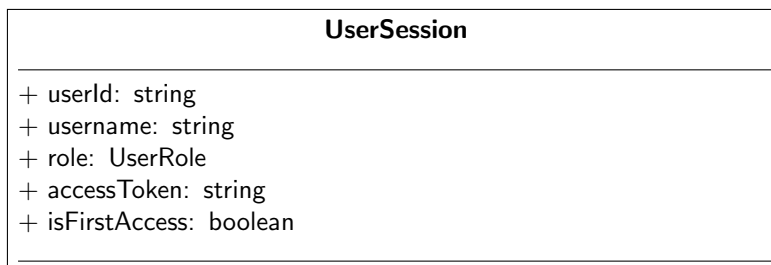 UserSession
+ userId: string
+ username: string
+ role: UserRole
+ accessToken: string
+ isFirstAccess: boolean